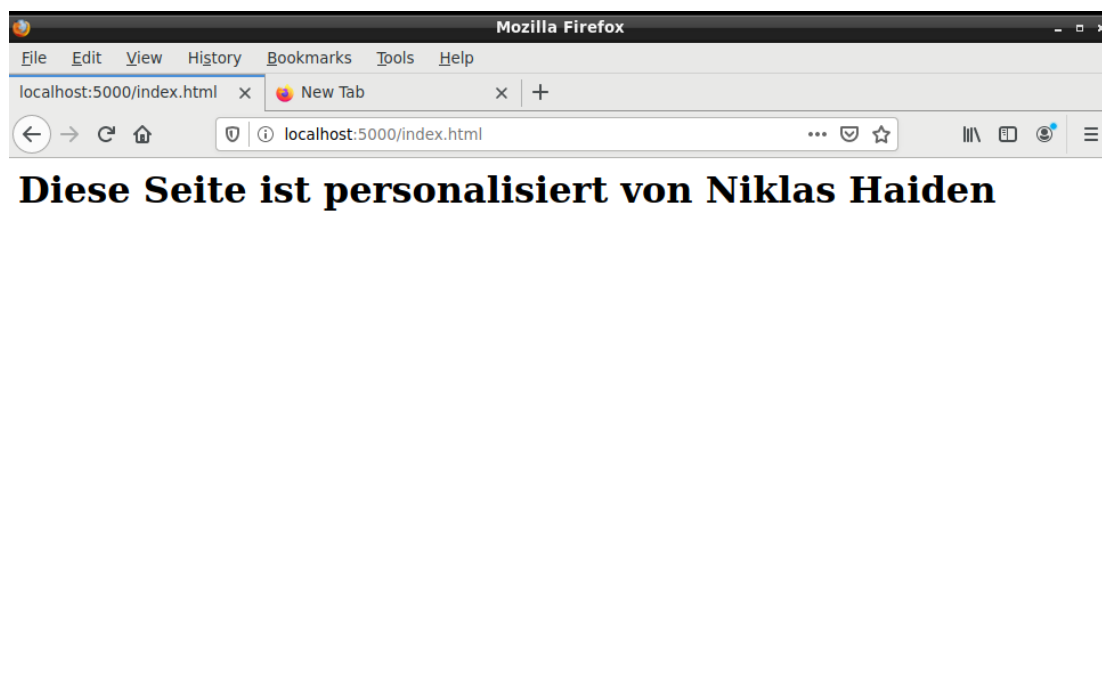 Mozilla Firefox
File Edit View History Bookmarks Tools Help
localhost:5000/index.html New Tab
localhost:5000/index.html
Diese Seite ist personalisiert von Niklas Haiden